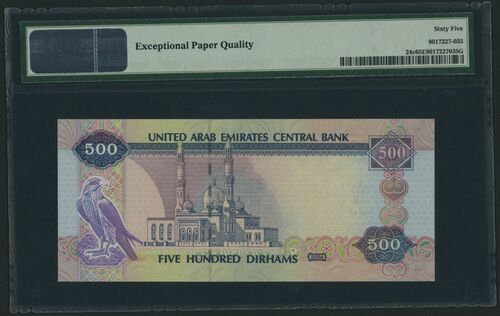 Sixty Five
Exceptional Paper Quality
8017227-035
24c65E8017227035G
UNITED ARAB EMIRATES CENTRAL BANK
500
500
500
FIVE HUNDRED DIRHAMS